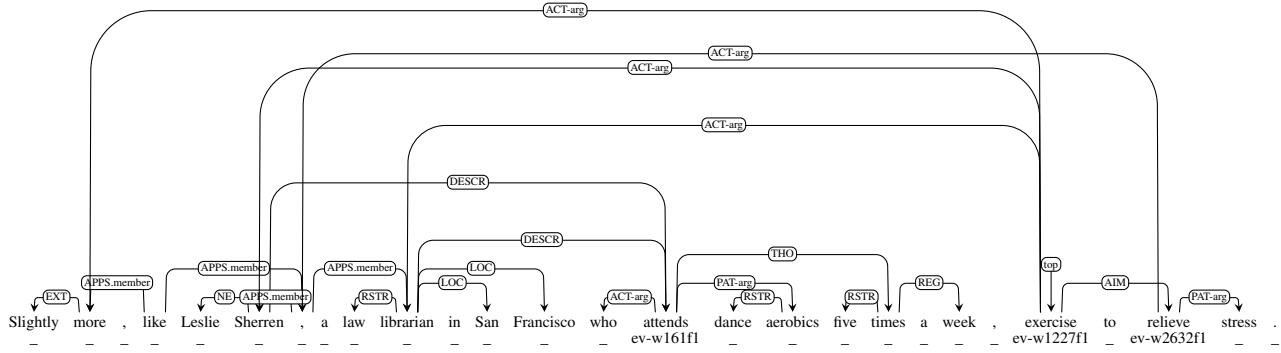 ACT-arg
ACT-arg
ACT-arg
ACT-arg
DESCR
DESCR
THO
APPS.member APPS.member LOC top
APPS.member PAT-arg REG AIM
LOC
EXT NE APPS.member RSTR ACT-arg RSTR RSTR PAT-arg
Slightly more , like Leslie Sherren , a law librarian in San Francisco who attends dance aerobics five times a week , exercise to relieve stress .
_ _ _ _ _ _ _ _ _ _ _ _ _ _ ev-w161f1 _ _ _ _ _ _ _ ev-w1227f1 _ ev-w2632f1 _ _